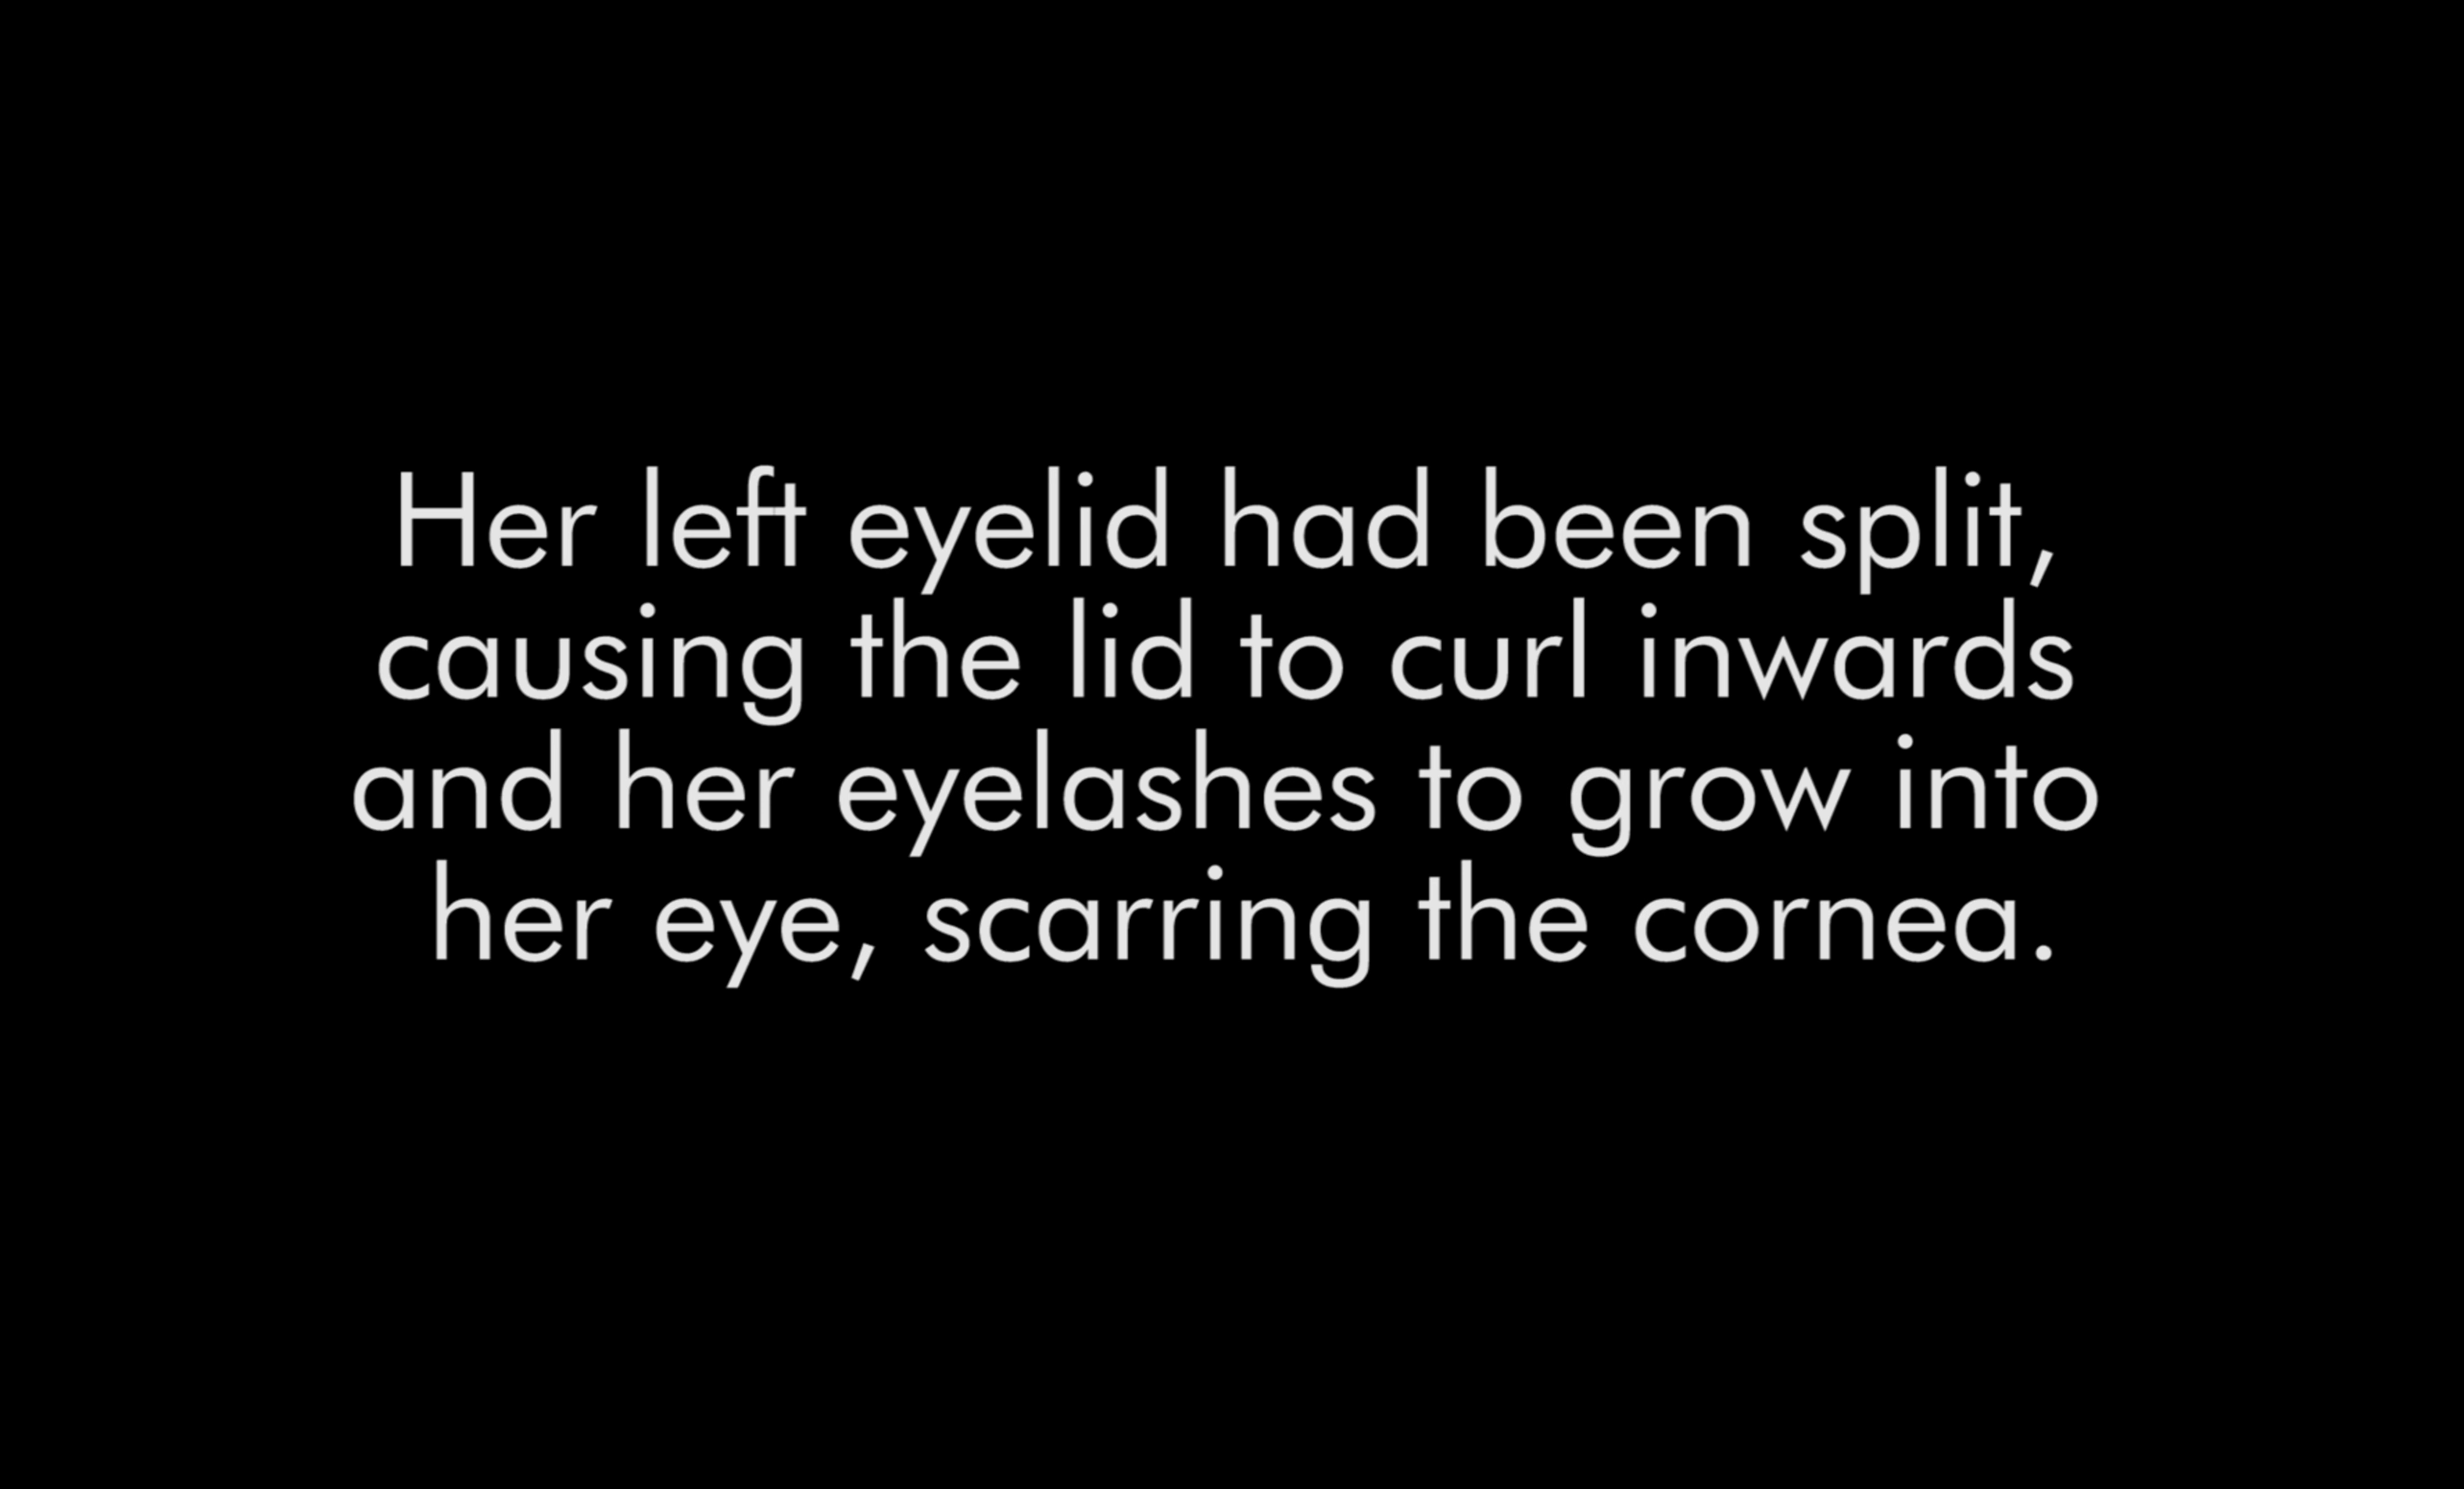 Her left eyelid had been split,
causing the lid to curl inwards
and her eyelashes to grow into
her eye, scarring the cornea.